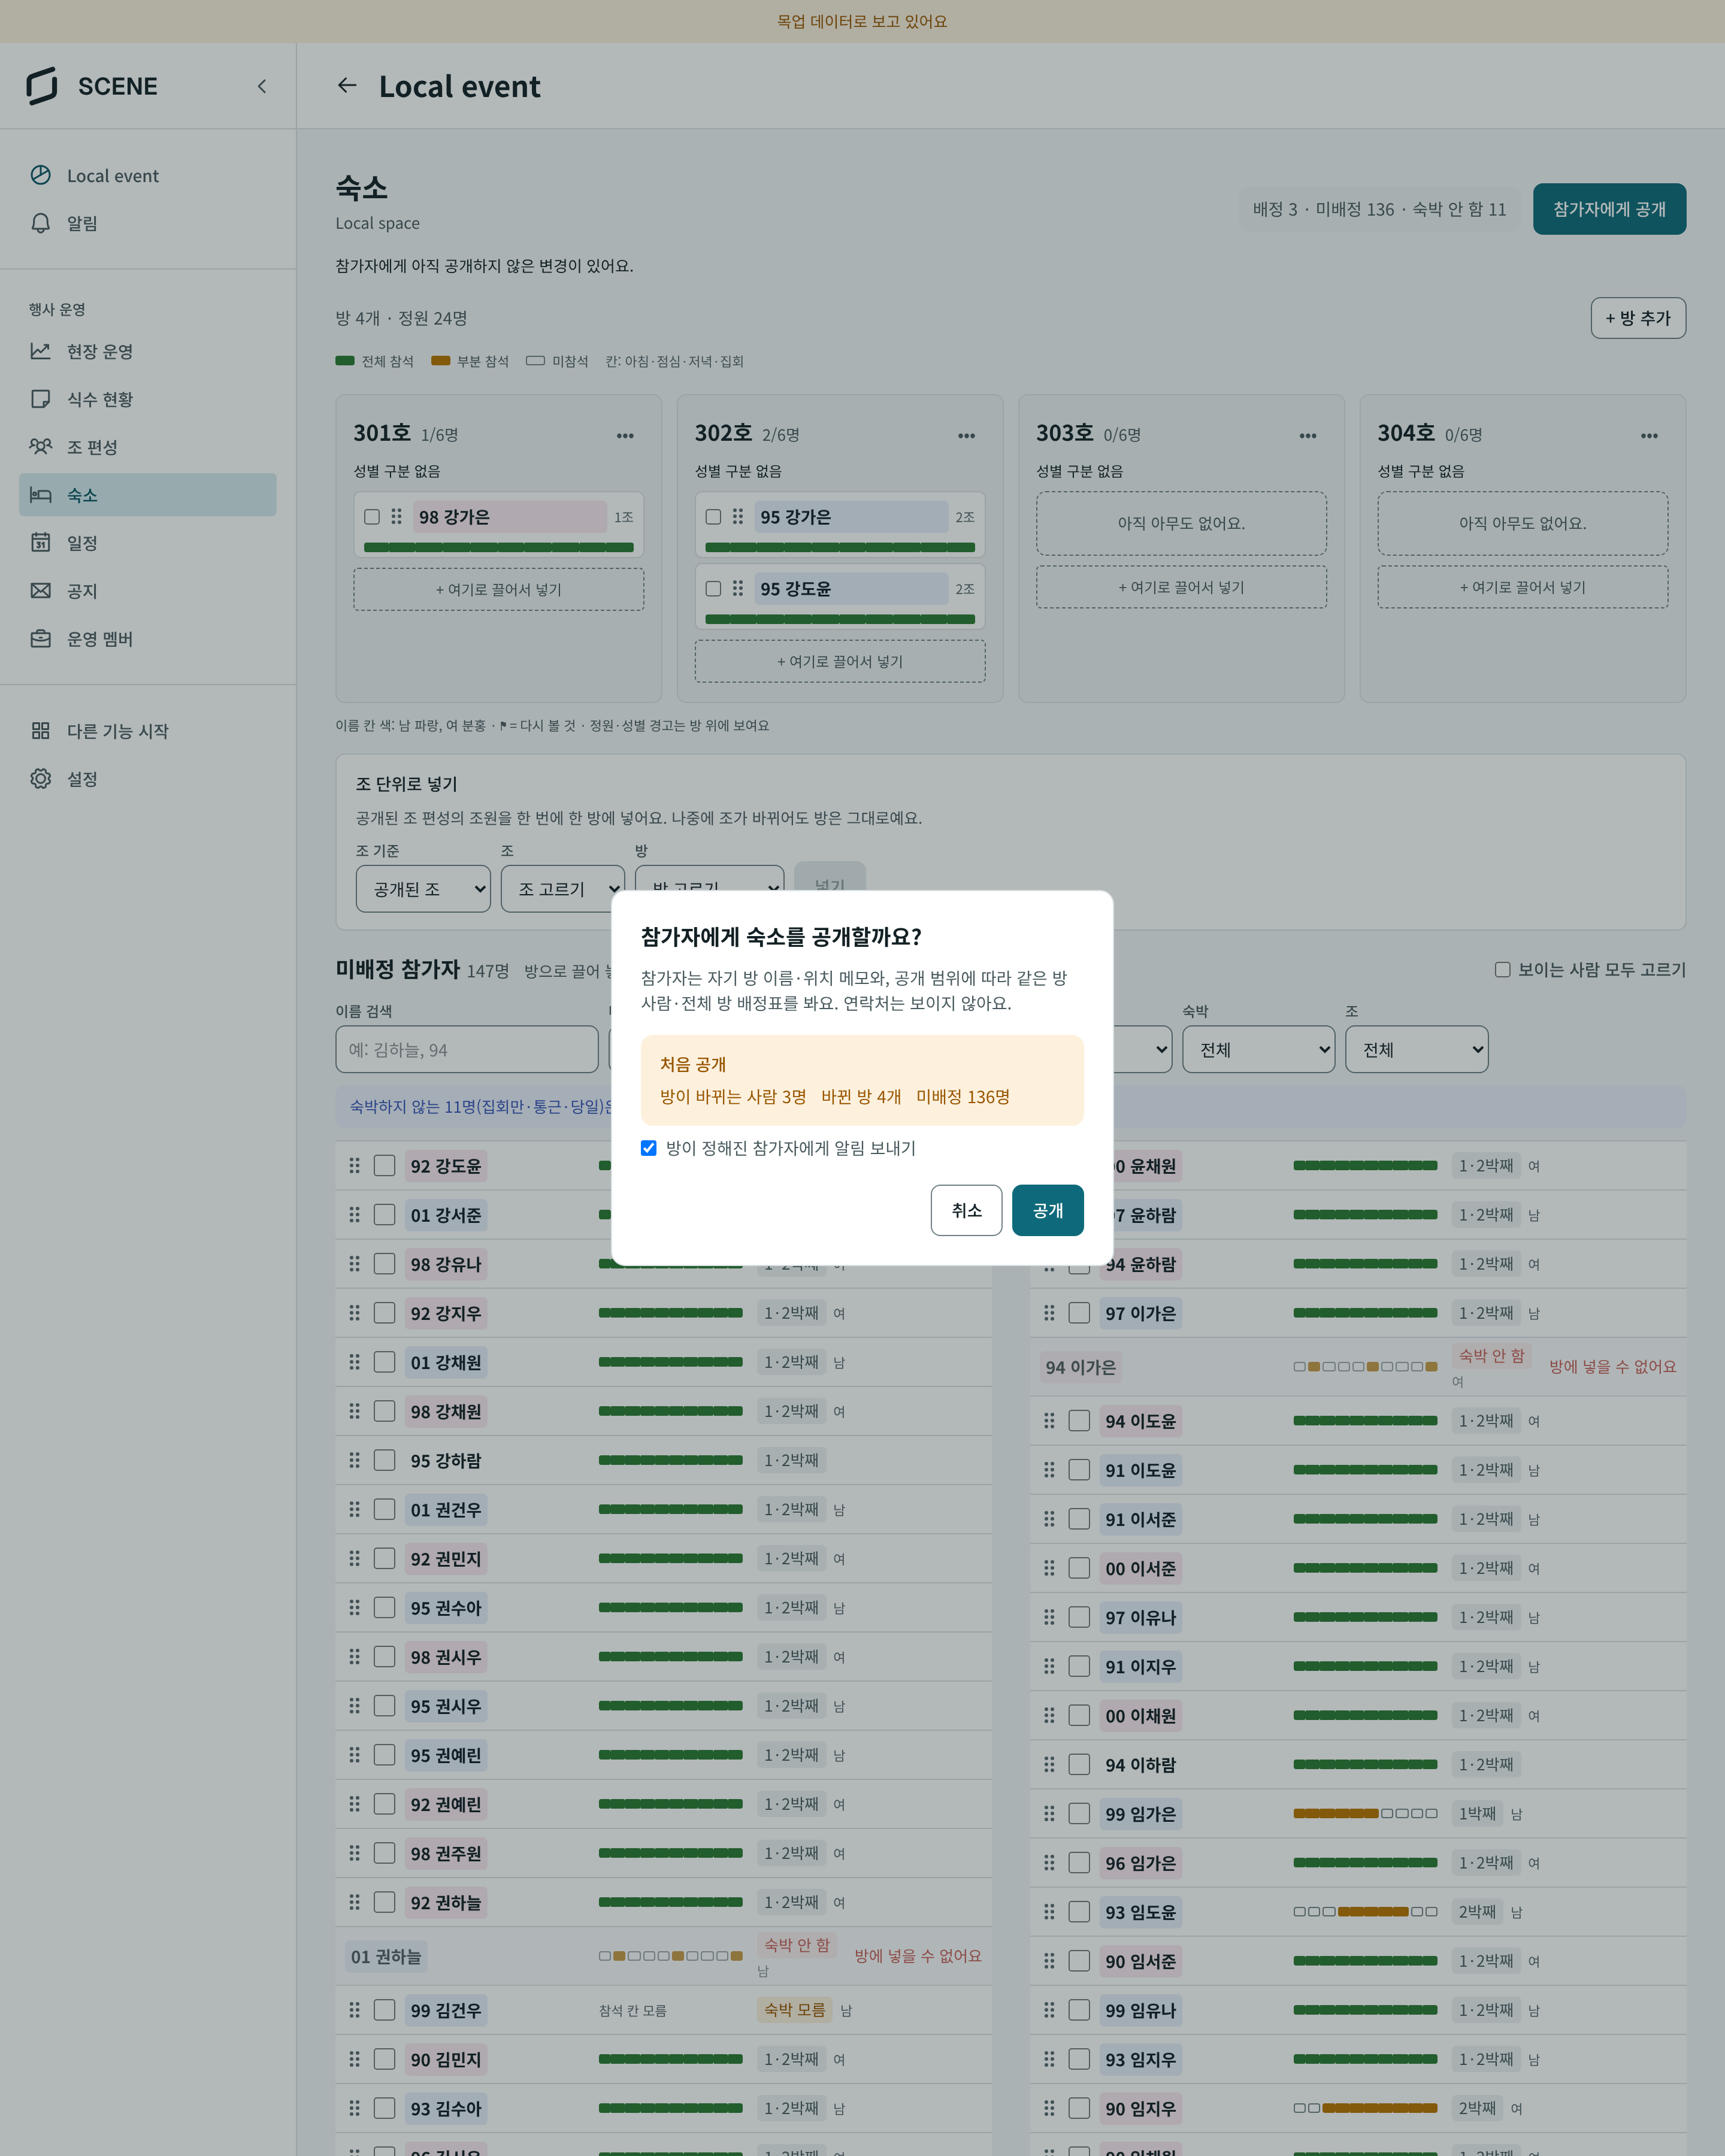 목업 데이터로 보고 있어요
SCENE
Local event
알림
행사 운영
현장 운영
식수 현황
조 편성
숙소
일정
공지
운영 멤버
다른 기능 시작
설정
Local event
숙소
Local space
배정 3 · 미배정 136 · 숙박 안 함 11
참가자에게 공개
참가자에게 아직 공개하지 않은 변경이 있어요.
방 4개 · 정원 24명
+ 방 추가
전체 참석 부분 참석 미참석 칸: 아침·점심·저녁·집회
301호 1/6명
성별 구분 없음
98 강가은 1조
+ 여기로 끌어서 넣기
302호 2/6명
성별 구분 없음
95 강가은 2조
95 강도윤 2조
+ 여기로 끌어서 넣기
303호 0/6명
성별 구분 없음
아직 아무도 없어요.
+ 여기로 끌어서 넣기
304호 0/6명
성별 구분 없음
아직 아무도 없어요.
+ 여기로 끌어서 넣기
이름 칸 색: 남 파랑, 여 분홍 · ⚑ = 다시 볼 것 · 정원·성별 경고는 방 위에 보여요
조 단위로 넣기
공개된 조 편성의 조원을 한 번에 한 방에 넣어요. 나중에 조가 바뀌어도 방은 그대로예요.
조 기준 조 방
공개된 조 조 고르기 방 고르기 넣기
미배정 참가자 147명 방으로 끌어
보이는 사람 모두 고르기
이름 검색 숙박 조
예: 김하늘, 94 전체 전체
숙박하지 않는 11명(집회만·통근·당일)은
참가자에게 숙소를 공개할까요?
참가자는 자기 방 이름·위치 메모와, 공개 범위에 따라 같은 방
사람·전체 방 배정표를 봐요. 연락처는 보이지 않아요.
처음 공개
방이 바뀌는 사람 3명 바뀐 방 4개 미배정 136명
방이 정해진 참가자에게 알림 보내기
취소 공개
92 강도윤
01 강서준
98 강유나
92 강지우 1·2박째 여
01 강채원 1·2박째 남
98 강채원 1·2박째 여
95 강하람 1·2박째
01 권건우 1·2박째 남
92 권민지 1·2박째 여
95 권수아 1·2박째 남
98 권시우 1·2박째 여
95 권시우 1·2박째 남
95 권예린 1·2박째 남
92 권예린 1·2박째 여
98 권주원 1·2박째 여
92 권하늘 1·2박째 여
01 권하늘 숙박 안 함 남 방에 넣을 수 없어요
99 김건우 참석 칸 모름 숙박 모름 남
90 김민지 1·2박째 여
93 김수아 1·2박째 남
윤채원 1·2박째 여
윤하람 1·2박째 남
94 윤하람 1·2박째 여
97 이가은 1·2박째 남
94 이가은 숙박 안 함 여 방에 넣을 수 없어요
94 이도윤 1·2박째 여
91 이도윤 1·2박째 남
91 이서준 1·2박째 남
00 이서준 1·2박째 여
97 이유나 1·2박째 남
91 이지우 1·2박째 남
00 이채원 1·2박째 여
94 이하람 1·2박째
99 임가은 1박째 남
96 임가은 1·2박째 여
93 임도윤 2박째 남
90 임서준 1·2박째 여
99 임유나 1·2박째 남
93 임지우 1·2박째 남
90 임지우 2박째 여